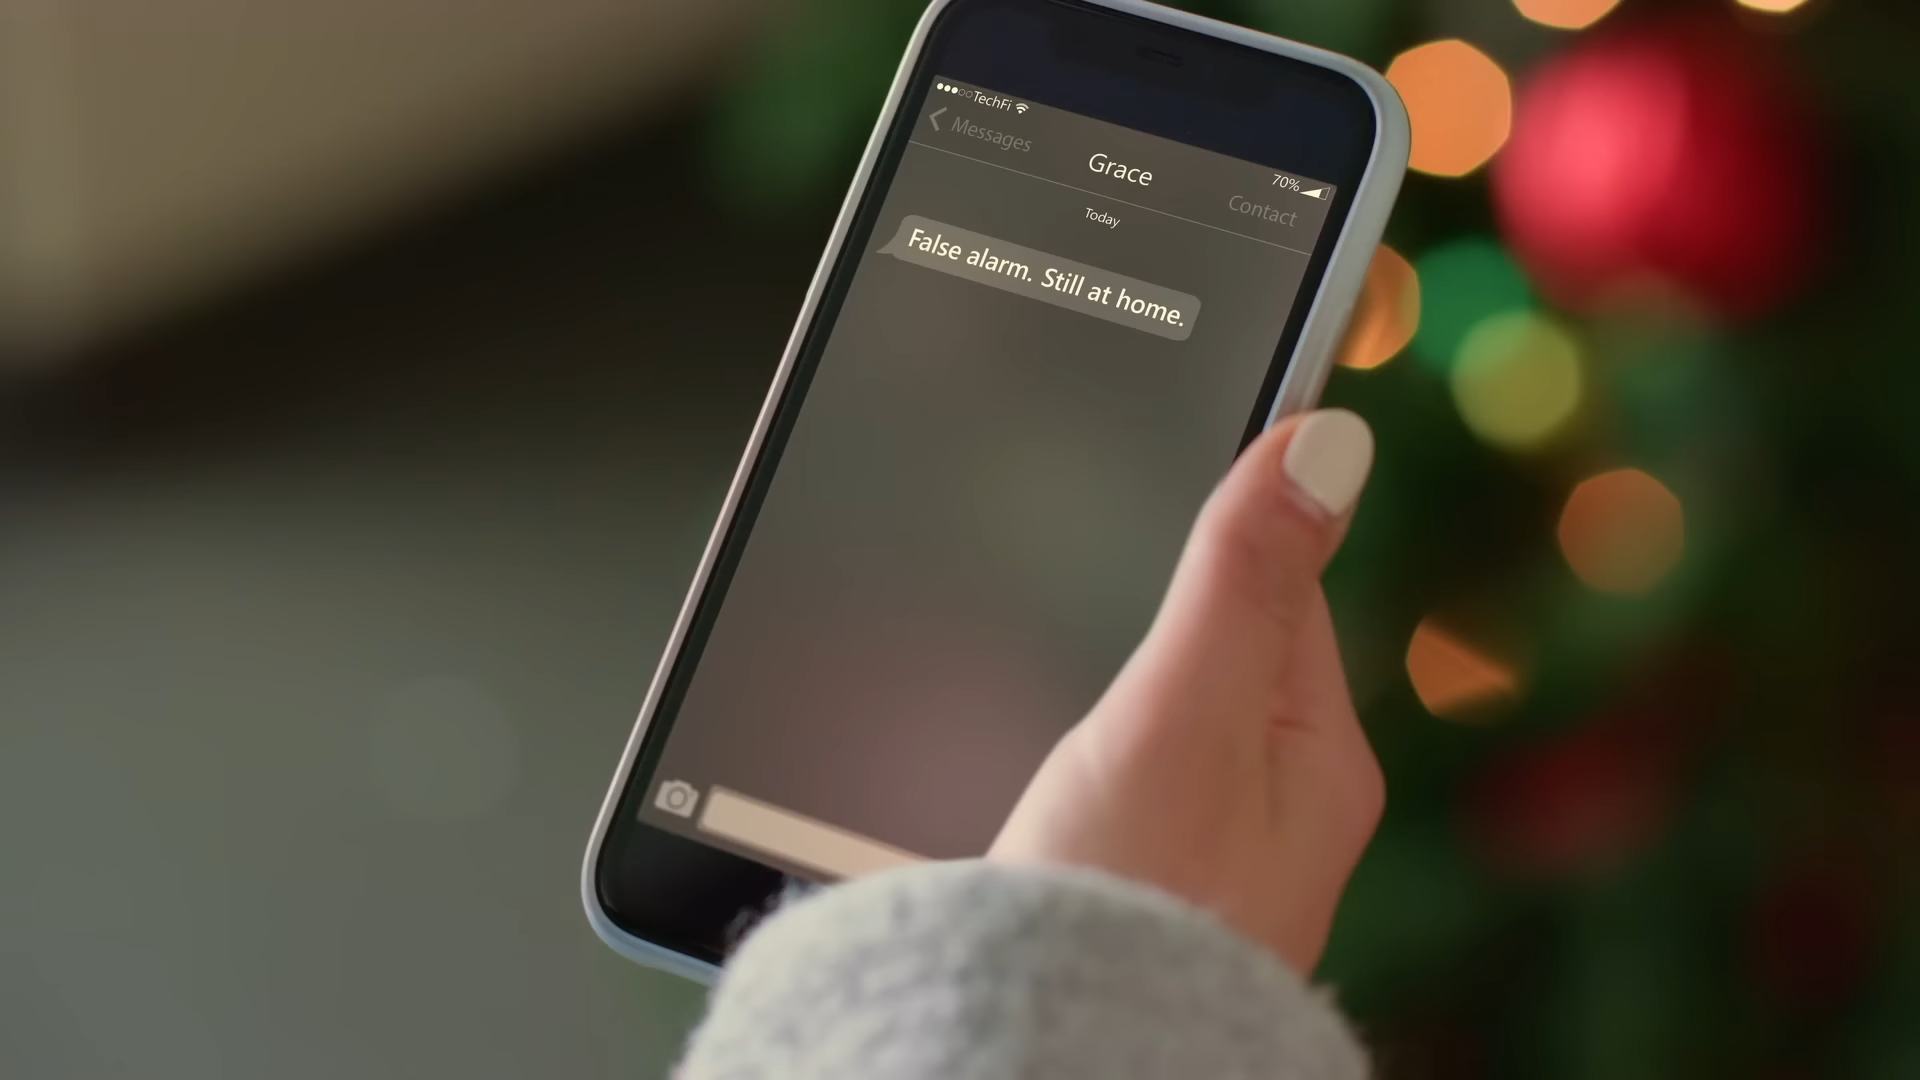 TechFi
70%
Messages
Grace
Contact
Today
False alarm. Still at home.